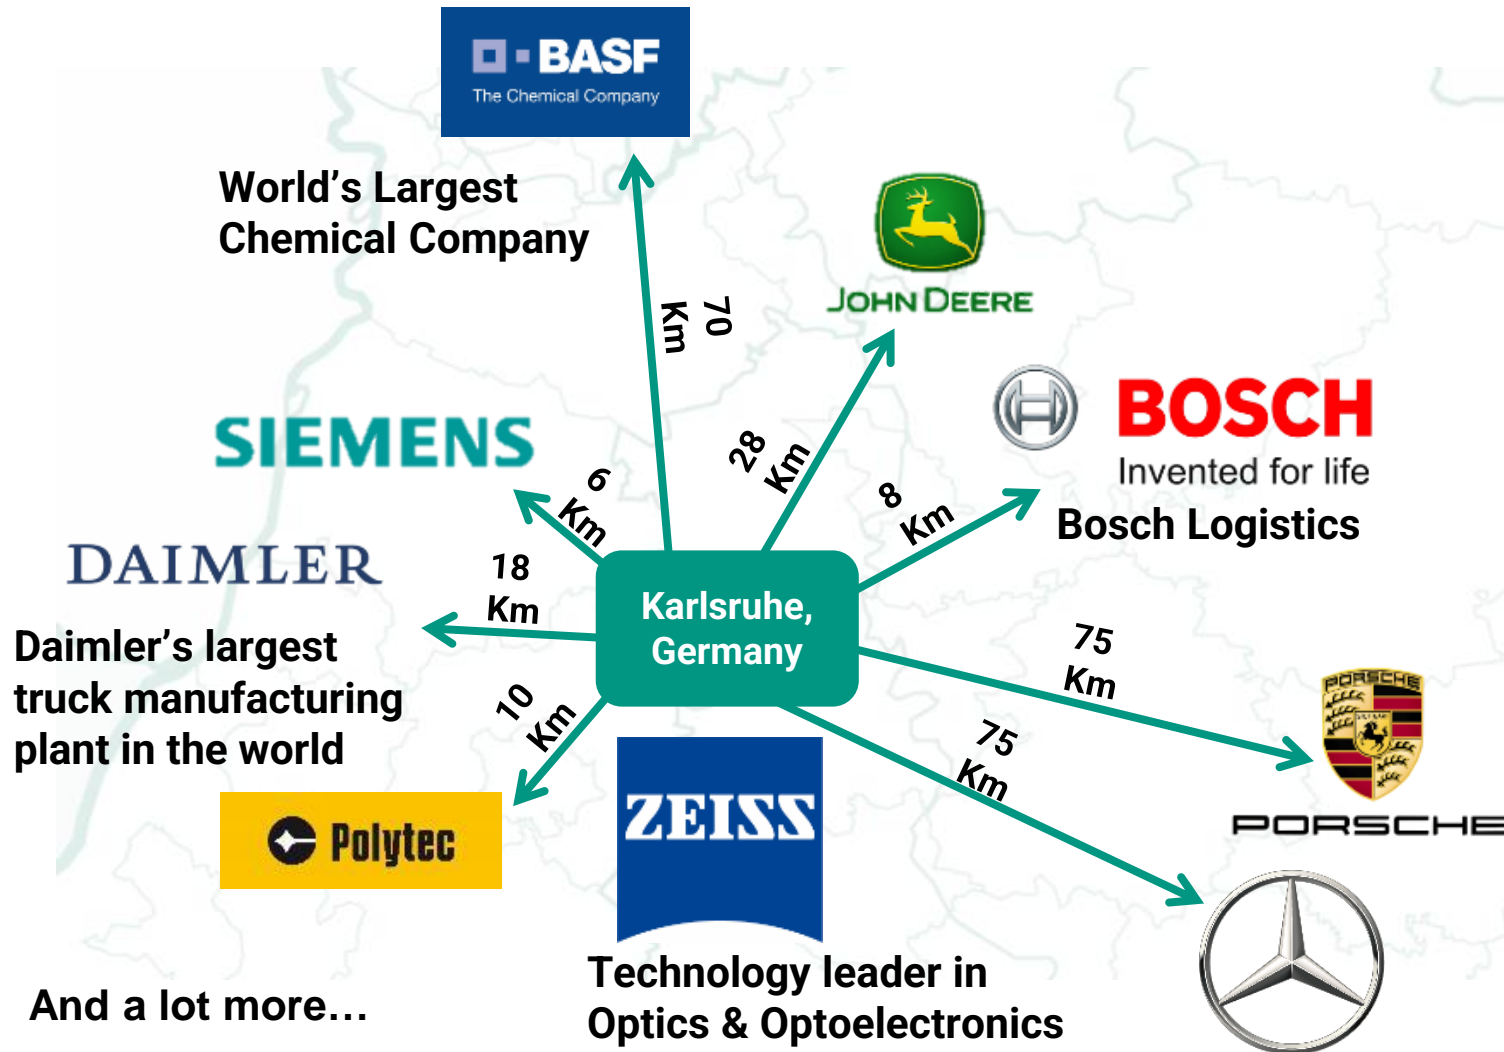 BASF
The Chemical Company
World's Largest
Chemical Company
JOHN DEERE
70
Km
SIEMENS
BOSCH
Invented for life
Bosch Logistics
28
Km
6
Km
8
Km
DAIMLER
18
Km
Karlsruhe,
Germany
Daimler's largest
truck manufacturing
plant in the world
75
Km
PORSCHE
10
Km
75
Km
ZEISS
Polytec
PORSCHE
Technology leader in
Optics & Optoelectronics
And a lot more...